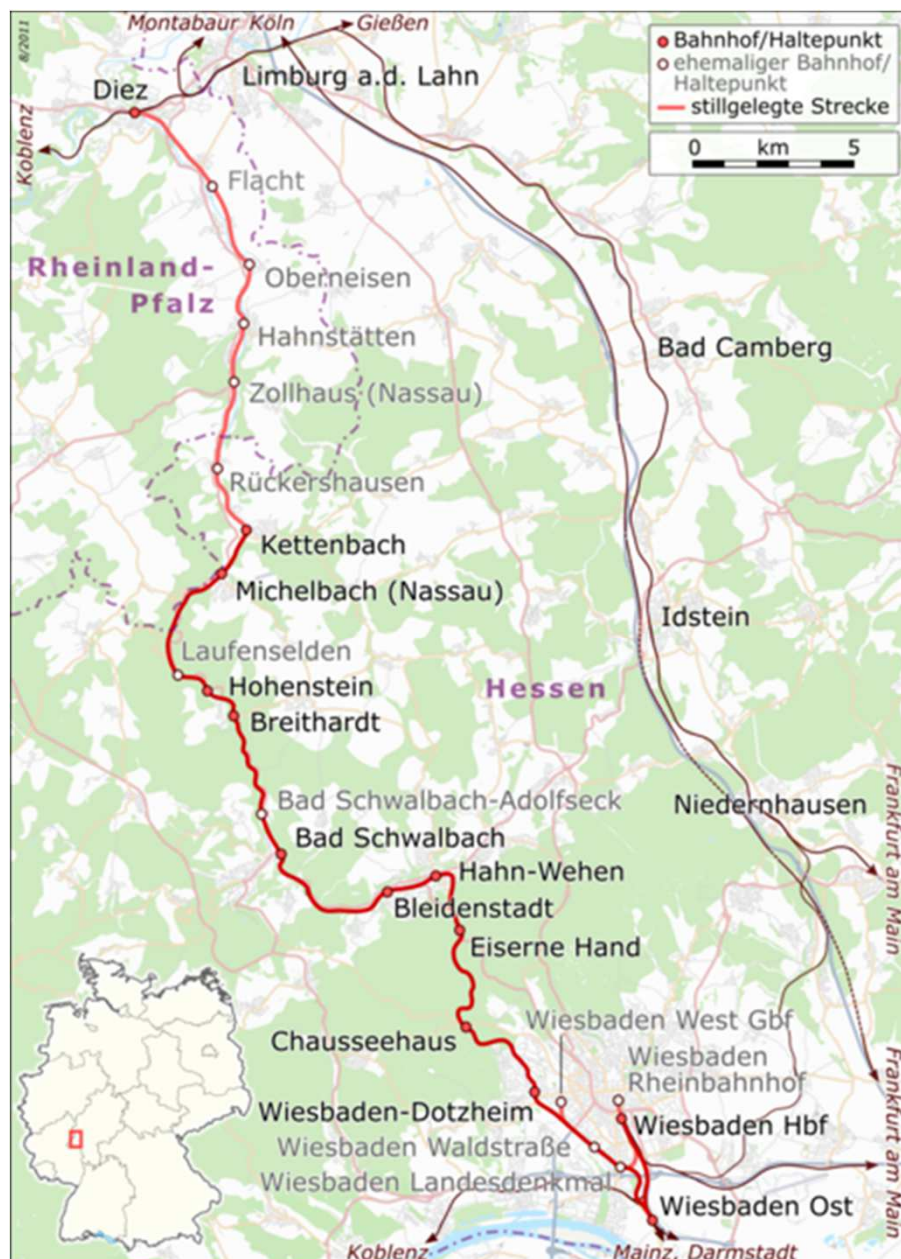 8/2011
Montabaur Köln Gießen
Bahnhof/Haltepunkt
ehemaliger Bahnhof/
Haltepunkt
stillgelegte Strecke
0 km 5
Limburg a.d. Lahn
Diez
Koblenz
Flacht
Rheinland-
Pfalz
Oberneisen
Hahnstätten
Bad Camberg
Zollhaus (Nassau)
Rückershausen
Kettenbach
Michelbach (Nassau)
Idstein
Laufenselden
Hohenstein
Hessen
Breithardt
Frankfurt am Main
Bad Schwalbach-Adolfseck
Niedernhausen
Bad Schwalbach
Hahn-Wehen
Bleidenstadt
Eiserne Hand
Wiesbaden West Gbf
Chausseehaus
Wiesbaden
Rheinbahnhof
Frankfurt am Main
Wiesbaden-Dotzheim
Wiesbaden Hbf
Wiesbaden Waldstraße
Wiesbaden Landesdenkmal
Wiesbaden Ost
Koblenz
Mainz, Darmstadt